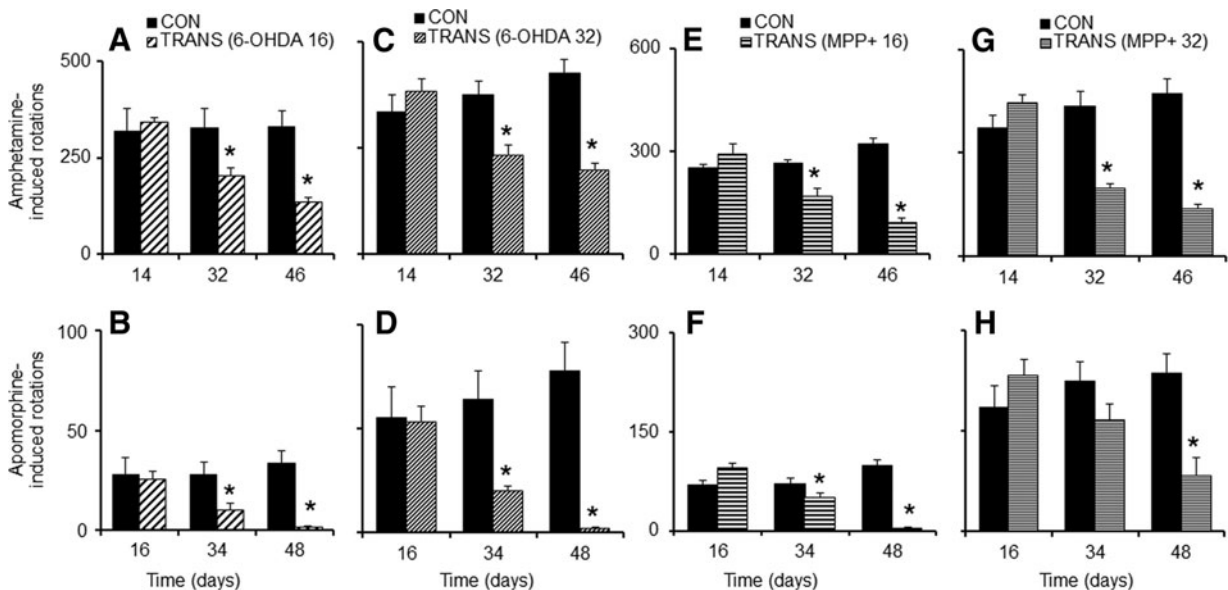 A
CON
TRANS (6-OHDA 16)
C
CON
TRANS (6-OHDA 32)
E
CON
TRANS (MPP+ 16)
G
CON
TRANS (MPP+ 32)
Amphetamine-
induced rotations
500
250
0
*
*
14 32 46
*
*
14 32 46
600
300
0
*
*
14 32 46
*
*
14 32 46
B
D
F
H
Apomorphine-
induced rotations
100
50
0
*
*
16 34 48
Time (days)
*
*
16 34 48
Time (days)
300
150
0
*
*
16 34 48
Time (days)
*
16 34 48
Time (days)